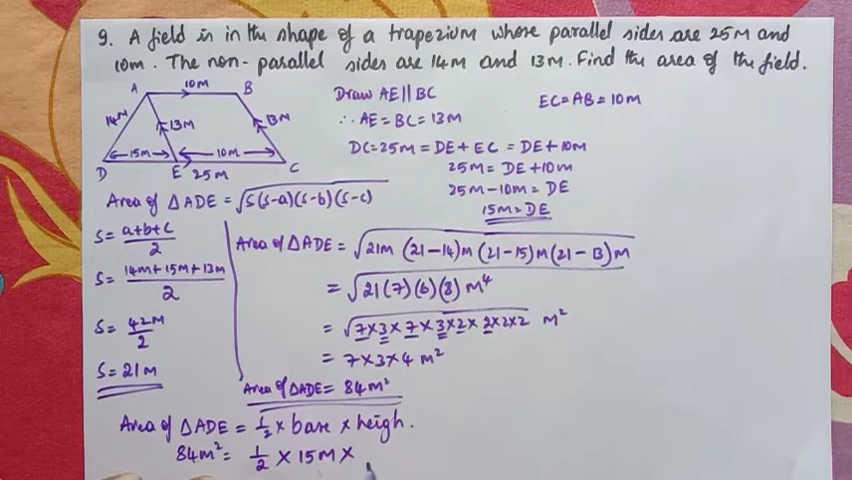 9. A field is in the shape of a trapezium whose parallel sides are 25M and
10m. The non-parallel sides are 14M and 13M. Find the area of the field.
A 10M B
14M 13M 13M
15M 10M
D E 25M C
Draw AE||BC
∴ AE = BC = 13M
EC = AB = 10M
DC = 25M = DE + EC = DE + 10M
25M = DE + 10m
25M - 10M = DE
15M = DE
Area of ΔADE = √s(s-a)(s-b)(s-c)
S = a+b+c/2
S = 14M+15M+13M/2
S = 42M/2
S = 21M
Area of ΔADE = √21M (21-14)M (21-15)M (21-13)M
= √21(7)(6)(8) M⁴
= √7×3×7×3×2×2×2×2 M²
= 7×3×4 M²
Area of ΔADE = 84M²
Area of ΔADE = 1/2 × base × heigh.
84M² = 1/2 × 15M ×